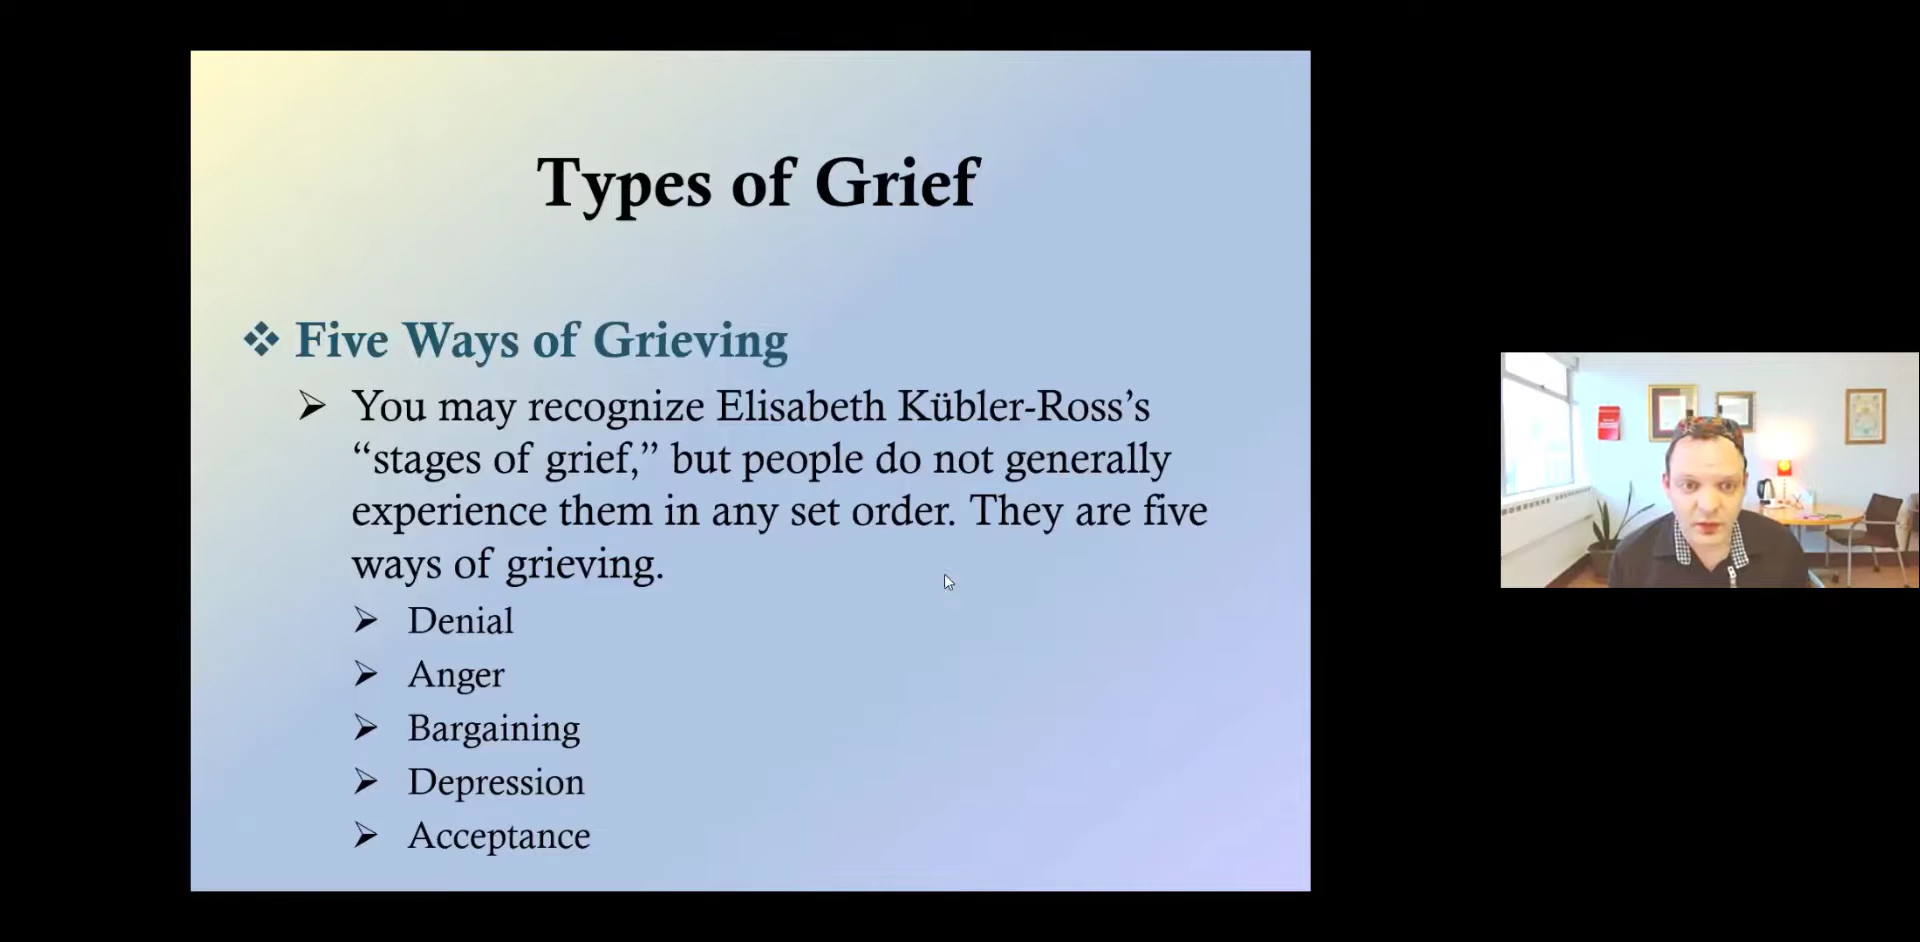 Types of Grief
Five Ways of Grieving
You may recognize Elisabeth Kübler-Ross’s
“stages of grief,” but people do not generally
experience them in any set order. They are five
ways of grieving.
Denial
Anger
Bargaining
Depression
Acceptance